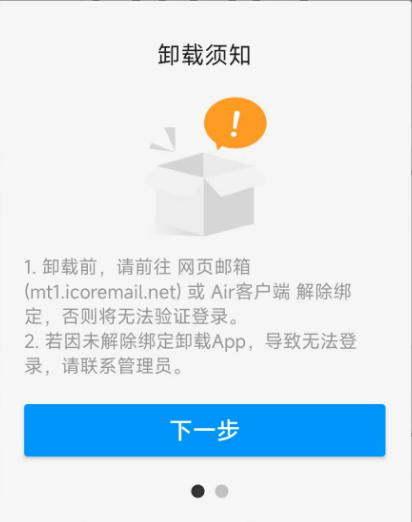 卸载须知
!
1. 卸载前，请前往 网页邮箱
(mt1.icoremail.net) 或 Air客户端 解除绑
定，否则将无法验证登录。
2. 若因未解除绑定卸载App，导致无法登
录，请联系管理员。
下一步